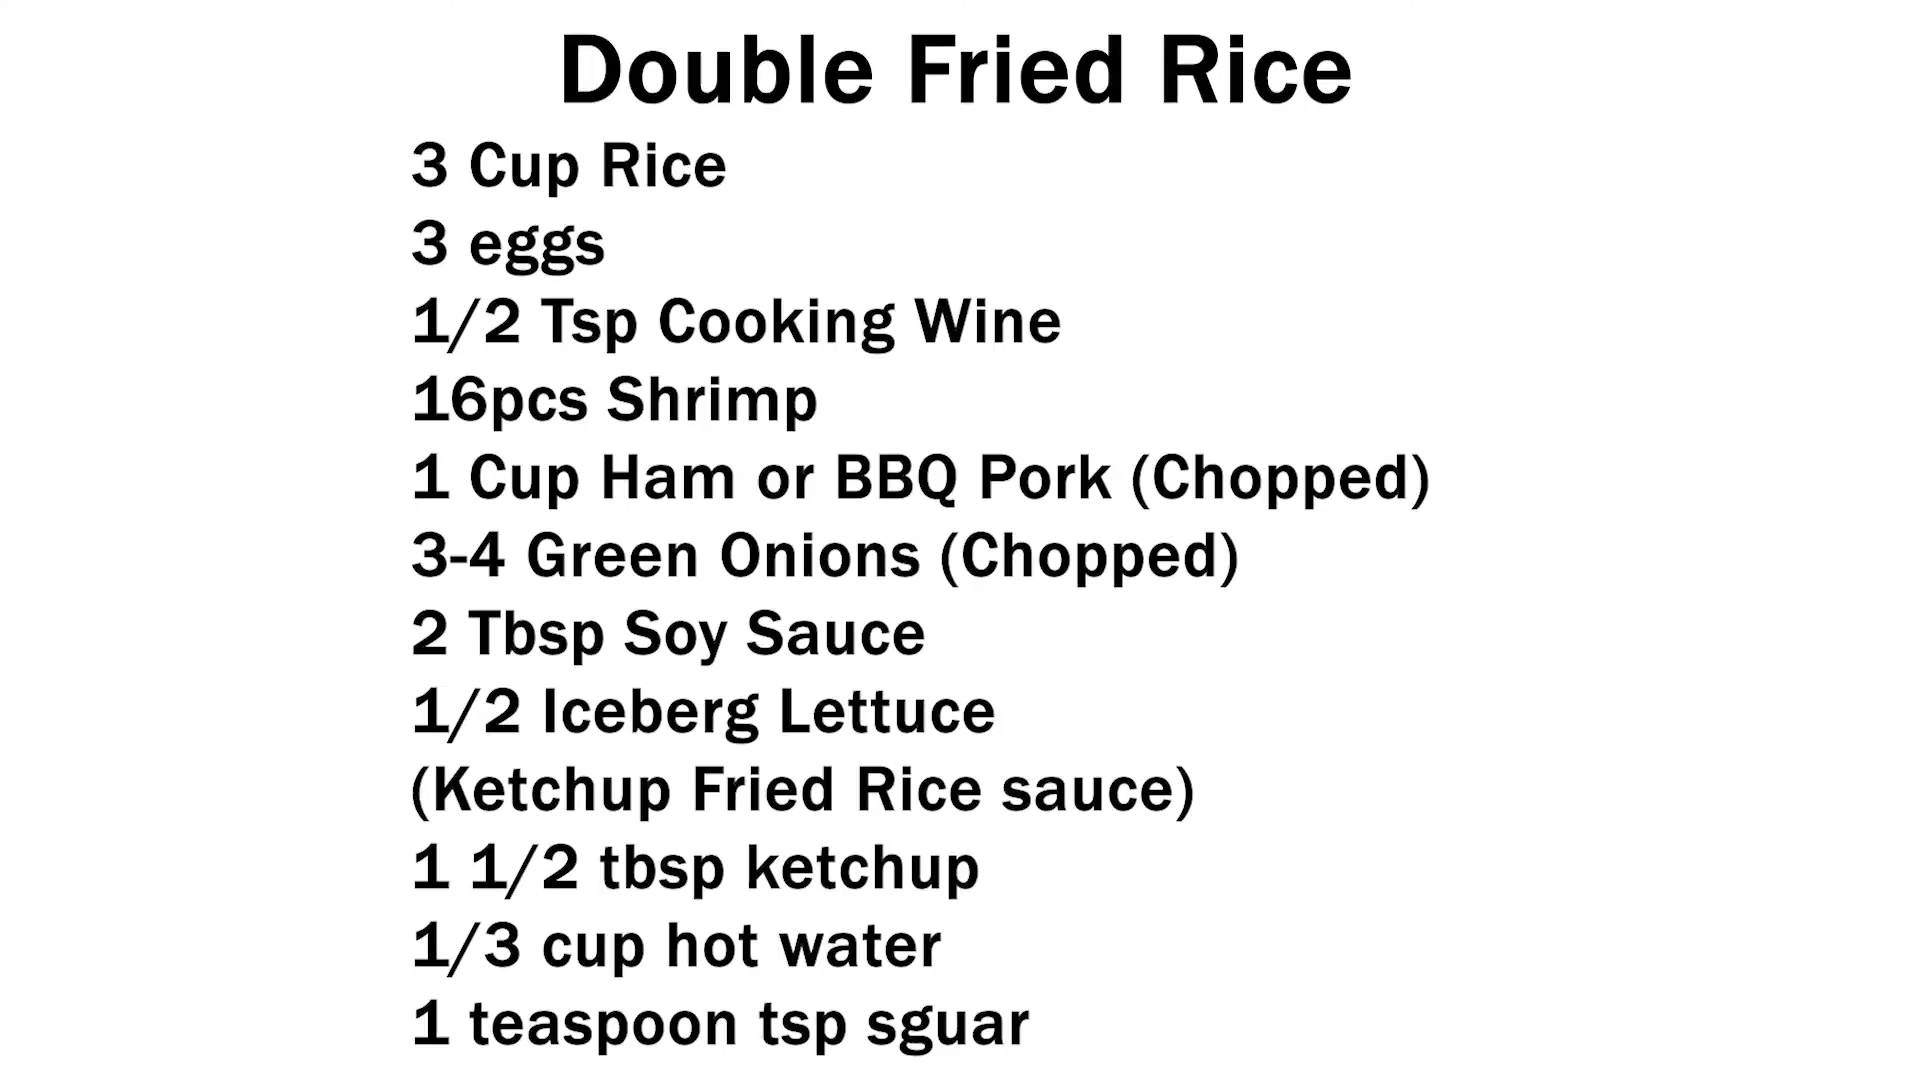 Double Fried Rice
3 Cup Rice
3 eggs
1/2 Tsp Cooking Wine
16pcs Shrimp
1 Cup Ham or BBQ Pork (Chopped)
3-4 Green Onions (Chopped)
2 Tbsp Soy Sauce
1/2 Iceberg Lettuce
(Ketchup Fried Rice sauce)
1 1/2 tbsp ketchup
1/3 cup hot water
1 teaspoon tsp sguar